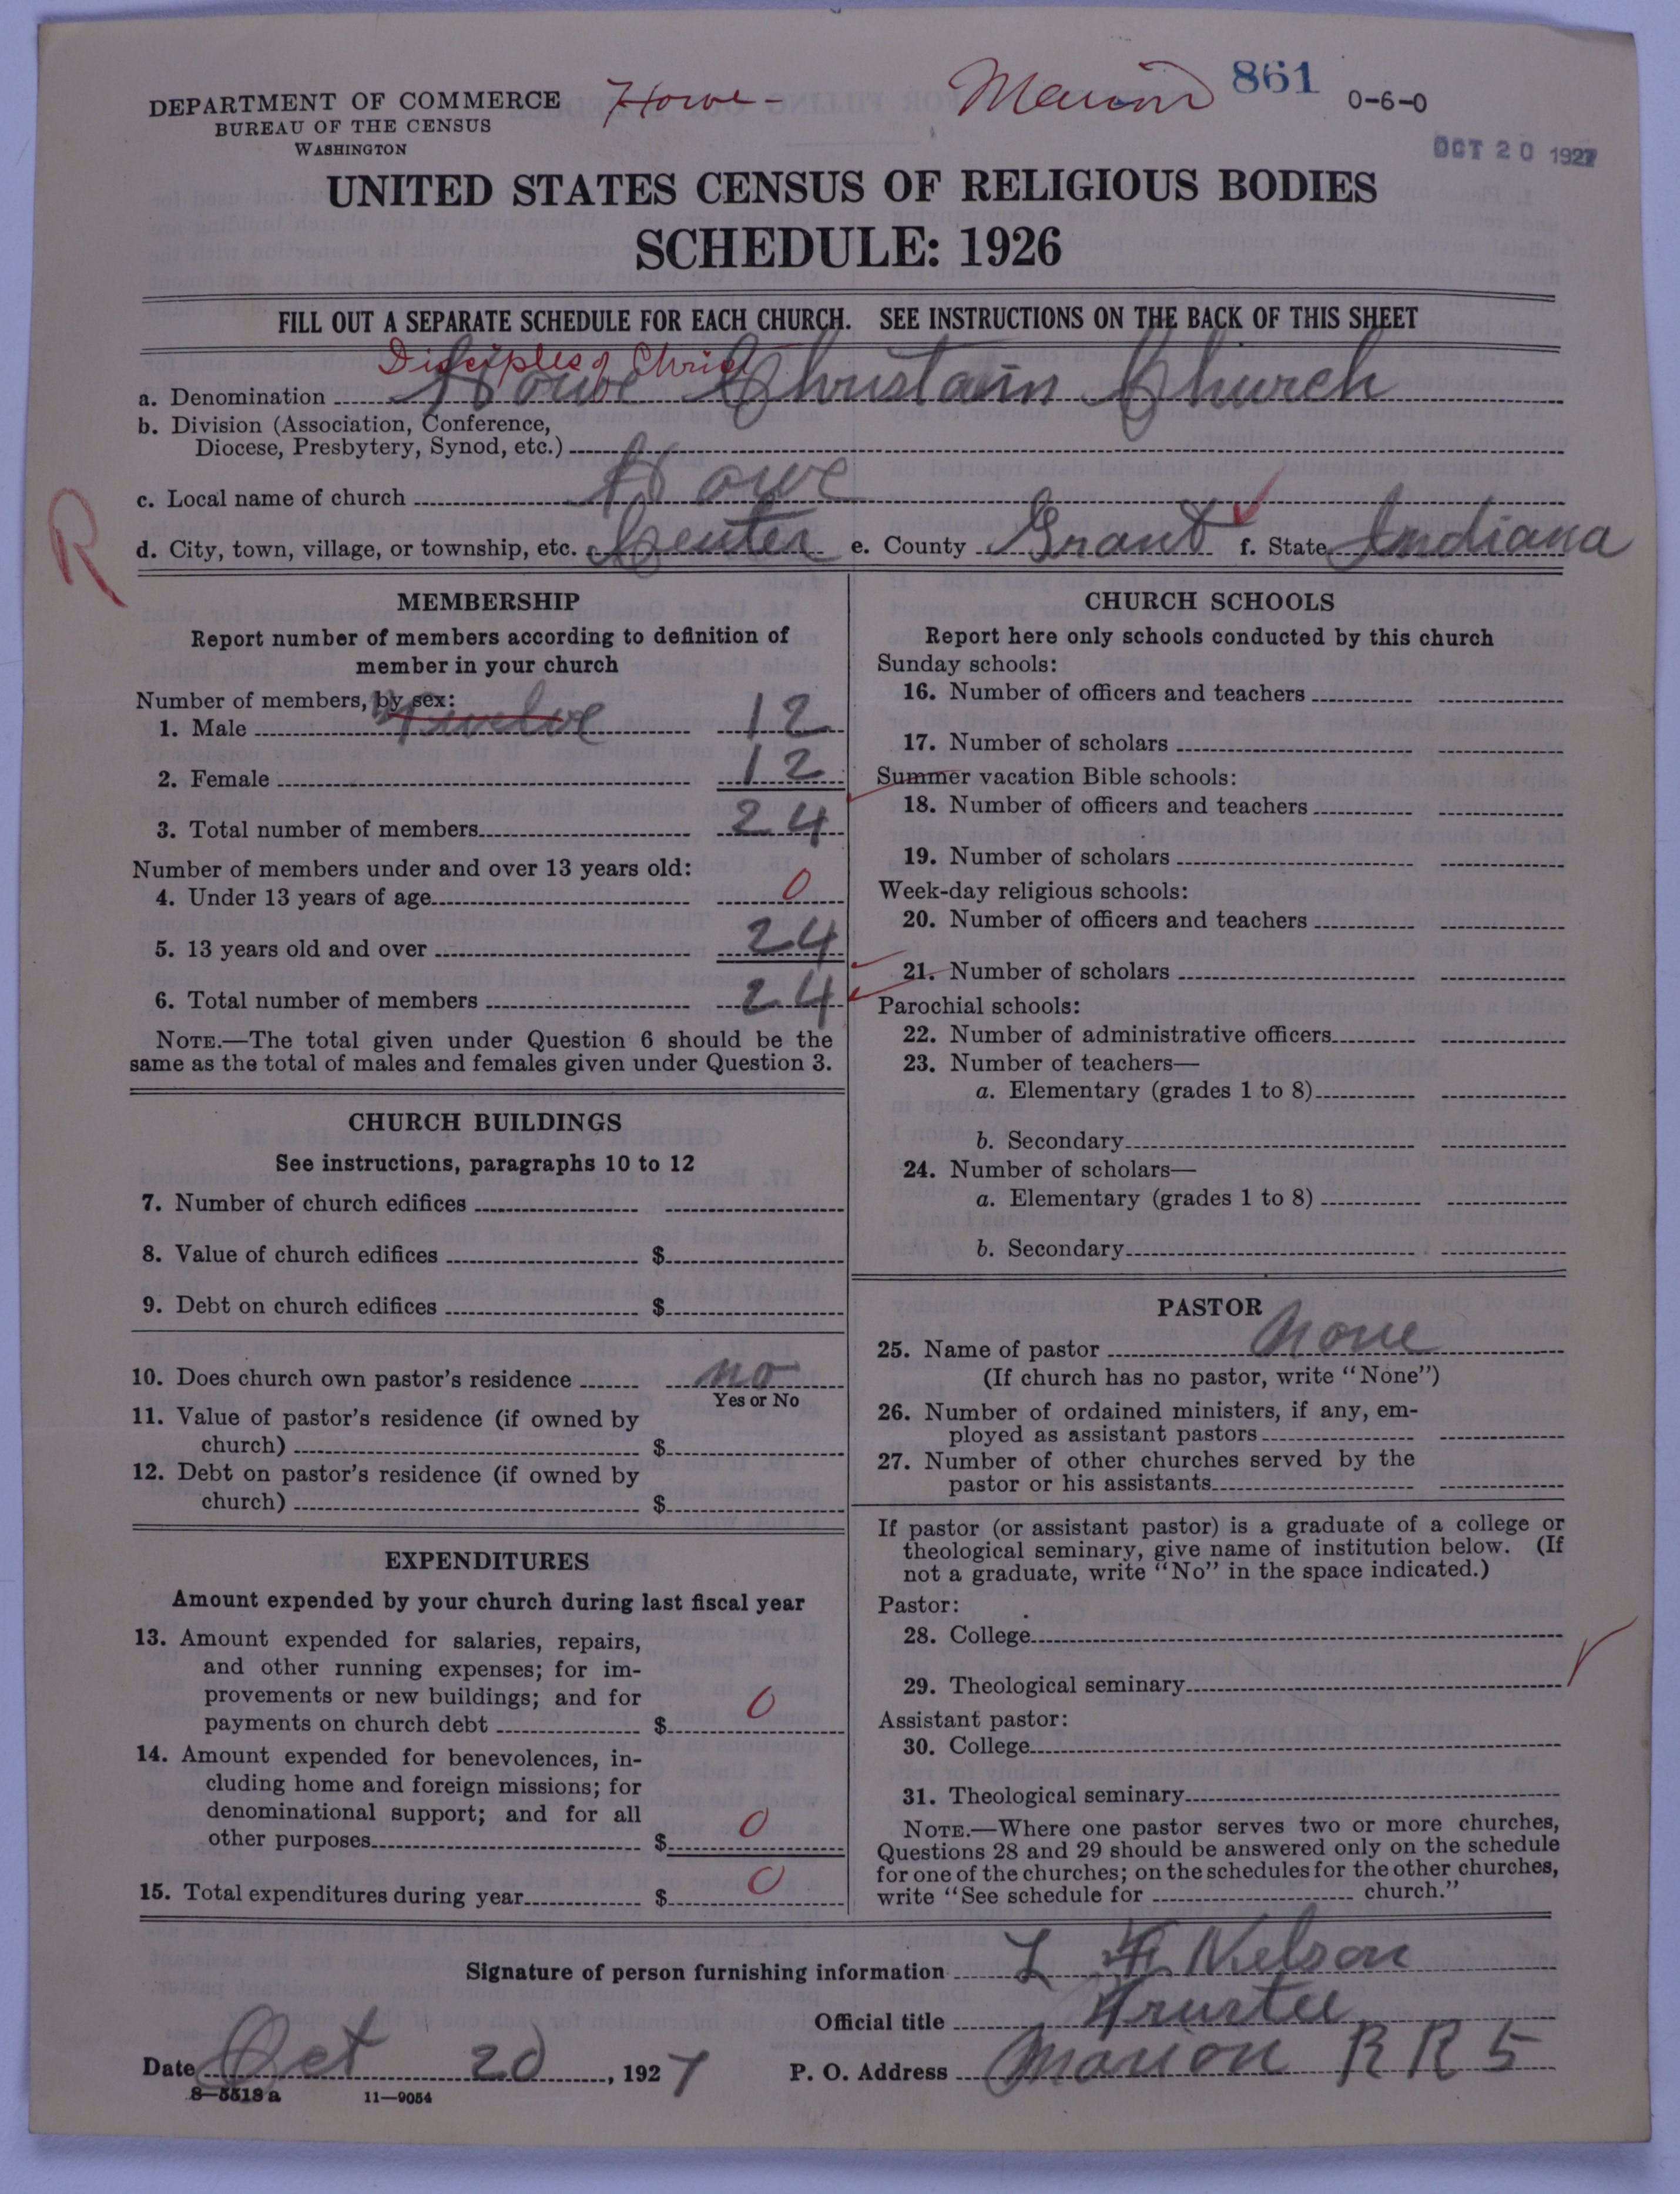 DEPARTMENT OF COMMERCE
BUREAU OF THE CENSUS
WASHINGTON
Howe-
Marion
861
0-6-0
OCT 20 1927
UNITED STATES CENSUS OF RELIGIOUS BODIES
SCHEDULE: 1926
FILL OUT A SEPARATE SCHEDULE FOR EACH CHURCH. SEE INSTRUCTIONS ON THE BACK OF THIS SHEET
Disciples of Christ
a. Denomination Howe Christain Church
b. Division (Association, Conference,
Diocese, Presbytery, Synod, etc.)
c. Local name of church Howe
R
d. City, town, village, or township, etc. Center e. County Grant f. State Indiana
MEMBERSHIP
Report number of members according to definition of
member in your church
Number of members, by sex:
1. Male Twelve 12
2. Female 12
3. Total number of members 24
Number of members under and over 13 years old:
4. Under 13 years of age 0
5. 13 years old and over 24
6. Total number of members 24
NOTE.—The total given under Question 6 should be the
same as the total of males and females given under Question 3.
CHURCH BUILDINGS
See instructions, paragraphs 10 to 12
7. Number of church edifices
8. Value of church edifices $
9. Debt on church edifices $
10. Does church own pastor's residence no
Yes or No
11. Value of pastor's residence (if owned by
church) $
12. Debt on pastor's residence (if owned by
church) $
EXPENDITURES
Amount expended by your church during last fiscal year
13. Amount expended for salaries, repairs,
and other running expenses; for im-
provements or new buildings; and for
payments on church debt $ 0
14. Amount expended for benevolences, in-
cluding home and foreign missions; for
denominational support; and for all
other purposes $ 0
15. Total expenditures during year $ 0
CHURCH SCHOOLS
Report here only schools conducted by this church
Sunday schools:
16. Number of officers and teachers
17. Number of scholars
Summer vacation Bible schools:
18. Number of officers and teachers
19. Number of scholars
Week-day religious schools:
20. Number of officers and teachers
21. Number of scholars
Parochial schools:
22. Number of administrative officers
23. Number of teachers—
a. Elementary (grades 1 to 8)
b. Secondary
24. Number of scholars—
a. Elementary (grades 1 to 8)
b. Secondary
PASTOR
25. Name of pastor None
(If church has no pastor, write "None")
26. Number of ordained ministers, if any, em-
ployed as assistant pastors
27. Number of other churches served by the
pastor or his assistants
If pastor (or assistant pastor) is a graduate of a college or
theological seminary, give name of institution below. (If
not a graduate, write "No" in the space indicated.)
Pastor:
28. College
29. Theological seminary
Assistant pastor:
30. College
31. Theological seminary
NOTE.—Where one pastor serves two or more churches,
Questions 28 and 29 should be answered only on the schedule
for one of the churches; on the schedules for the other churches,
write "See schedule for church."
Signature of person furnishing information L F Nelson
Official title Trustee
Date Oct 20, 1927 P. O. Address Marion R R 5
8—5518a 11—9054